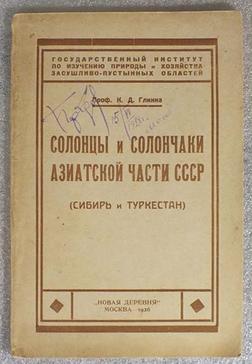 ГОСУДАРСТВЕННЫЙ ИНСТИТУТ
ПО ИЗУЧЕНИЮ ПРИРОДЫ и ХОЗЯЙСТВА
ЗАСУШЛИВО-ПУСТЫННЫХ ОБЛАСТЕЙ
Проф. К. Д. Глинка
СОЛОНЦЫ и СОЛОНЧАКИ
АЗИАТСКОЙ ЧАСТИ СССР
(СИБИРЬ и ТУРКЕСТАН)
„НОВАЯ ДЕРЕВНЯ"
МОСКВА — 1926